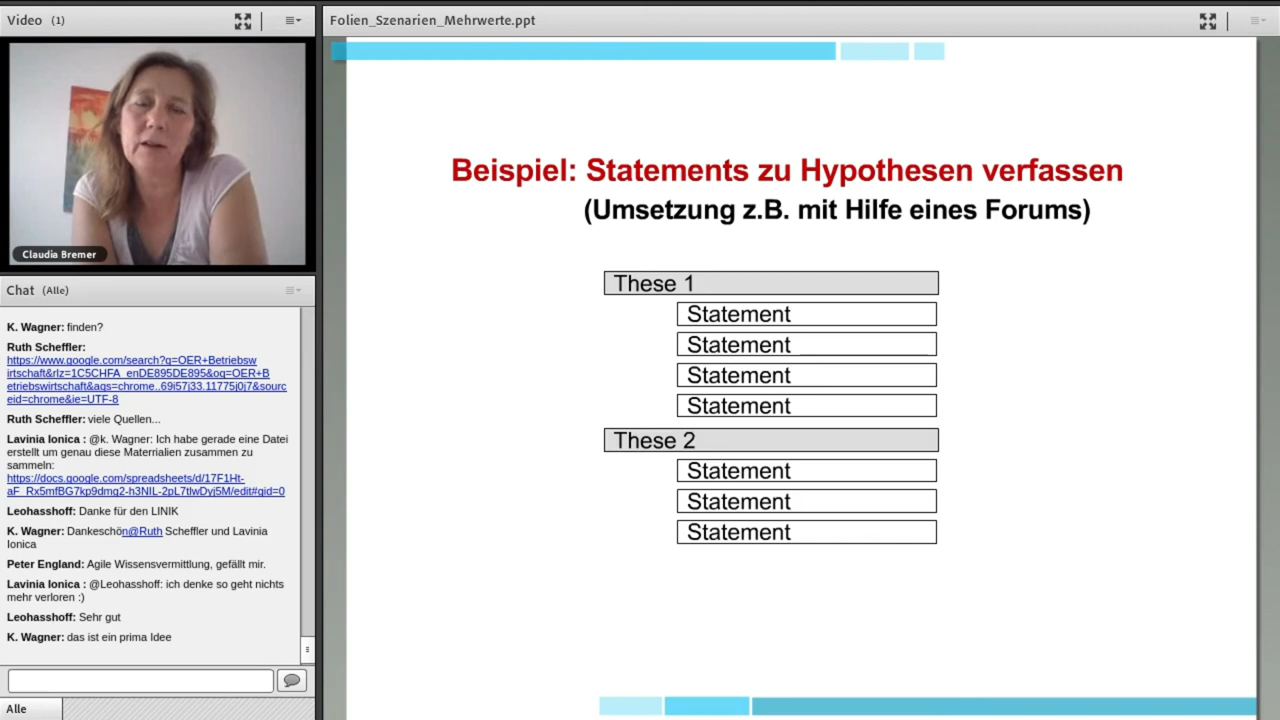 Video (1)
Claudia Bremer
Chat (Alle)
K. Wagner: finden?
Ruth Scheffler:
https://www.google.com/search?q=OER+Betriebsw
irtschaft&rlz=1C5CHFA_enDE895DE895&oq=OER+B
etriebswirtschaft&aqs=chrome..69i57j33.11775j0j7&sourc
eid=chrome&ie=UTF-8
Ruth Scheffler: viele Quellen...
Lavinia Ionica : @k. Wagner: Ich habe gerade eine Datei
erstellt um genau diese Materrialien zusammen zu
sammeln:
https://docs.google.com/spreadsheets/d/17F1Ht-
aF_Rx5mfBG7kp9dmg2-h3NIL-2pL7tlwDyj5M/edit#gid=0
Leohasshoff: Danke für den LINIK
K. Wagner: Dankeschön@Ruth Scheffler und Lavinia
Ionica
Peter England: Agile Wissensvermittlung, gefällt mir.
Lavinia Ionica : @Leohasshoff: ich denke so geht nichts
mehr verloren :)
Leohasshoff: Sehr gut
K. Wagner: das ist ein prima Idee
Alle
Folien_Szenarien_Mehrwerte.ppt
Beispiel: Statements zu Hypothesen verfassen
(Umsetzung z.B. mit Hilfe eines Forums)
These 1
Statement
Statement
Statement
Statement
These 2
Statement
Statement
Statement